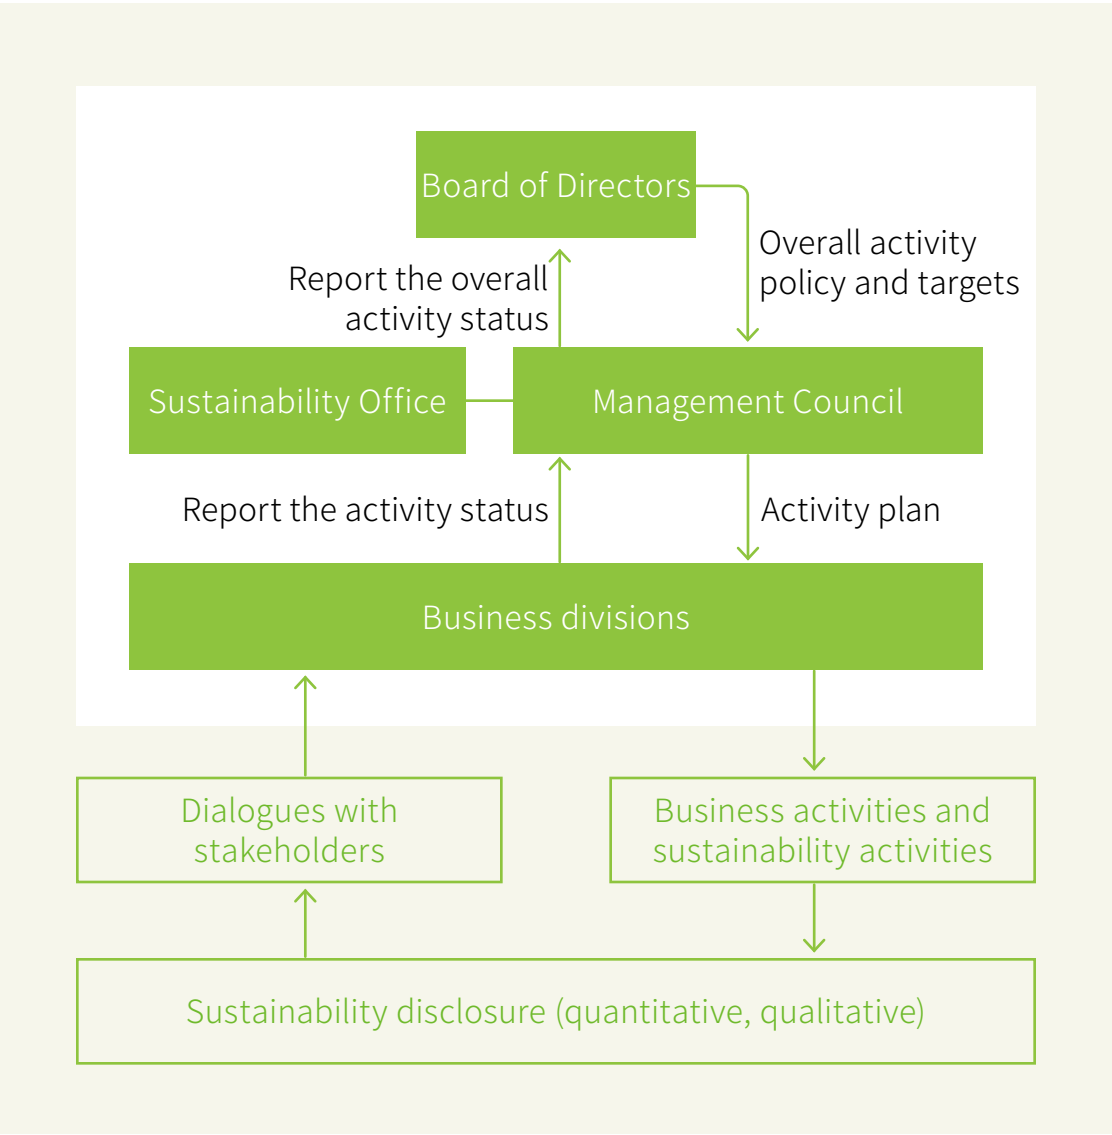 Board of Directors
Overall activity
policy and targets
Report the overall
activity status
Sustainability Office
Management Council
Report the activity status
Activity plan
Business divisions
Dialogues with
stakeholders
Business activities and
sustainability activities
Sustainability disclosure (quantitative, qualitative)